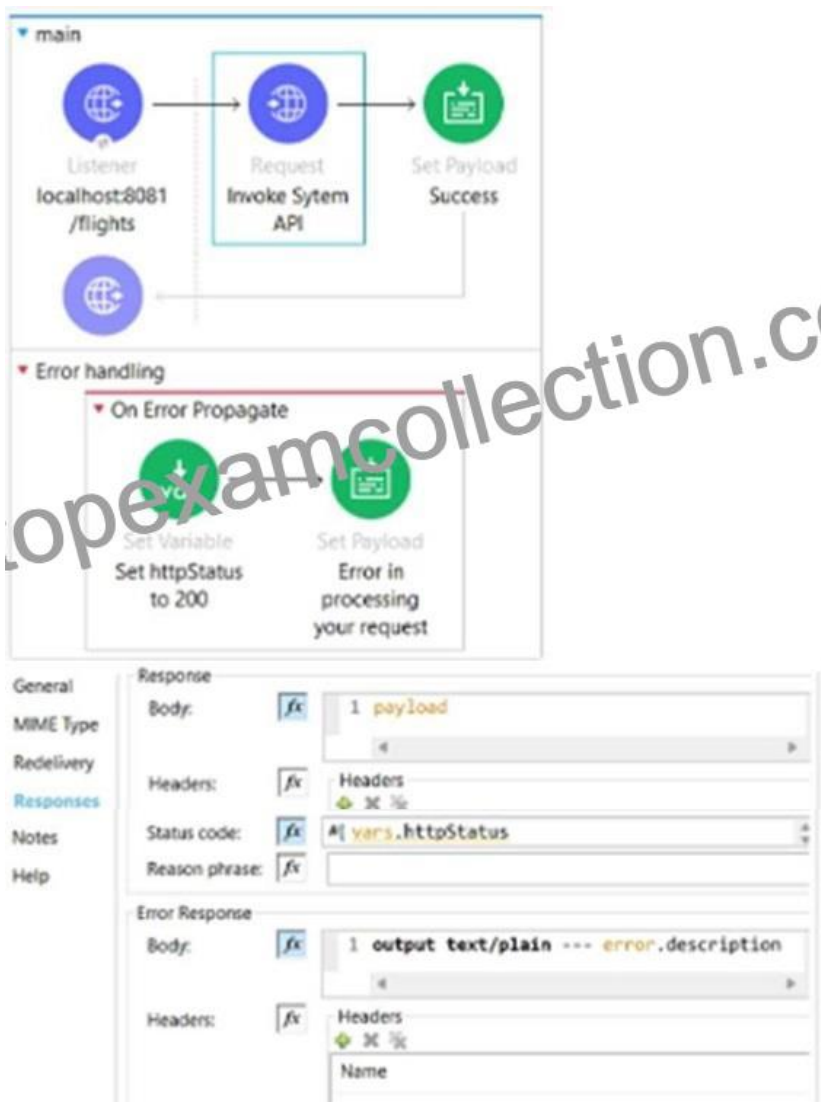 main
Listener
localhost:8081
/flights
Request
Invoke Sytem
API
Set Payload
Success
Error handling
On Error Propagate
Set Variable
Set httpStatus
to 200
Set Payload
Error in
processing
your request
topexamcollection.co
General
MIME Type
Redelivery
Responses
Notes
Help
Response
Body:
fx
1 payload
Headers:
fx
Headers
Status code:
fx
#[ vars.httpStatus
Reason phrase:
fx
Error Response
Body:
fx
1 output text/plain --- error.description
Headers:
fx
Headers
Name